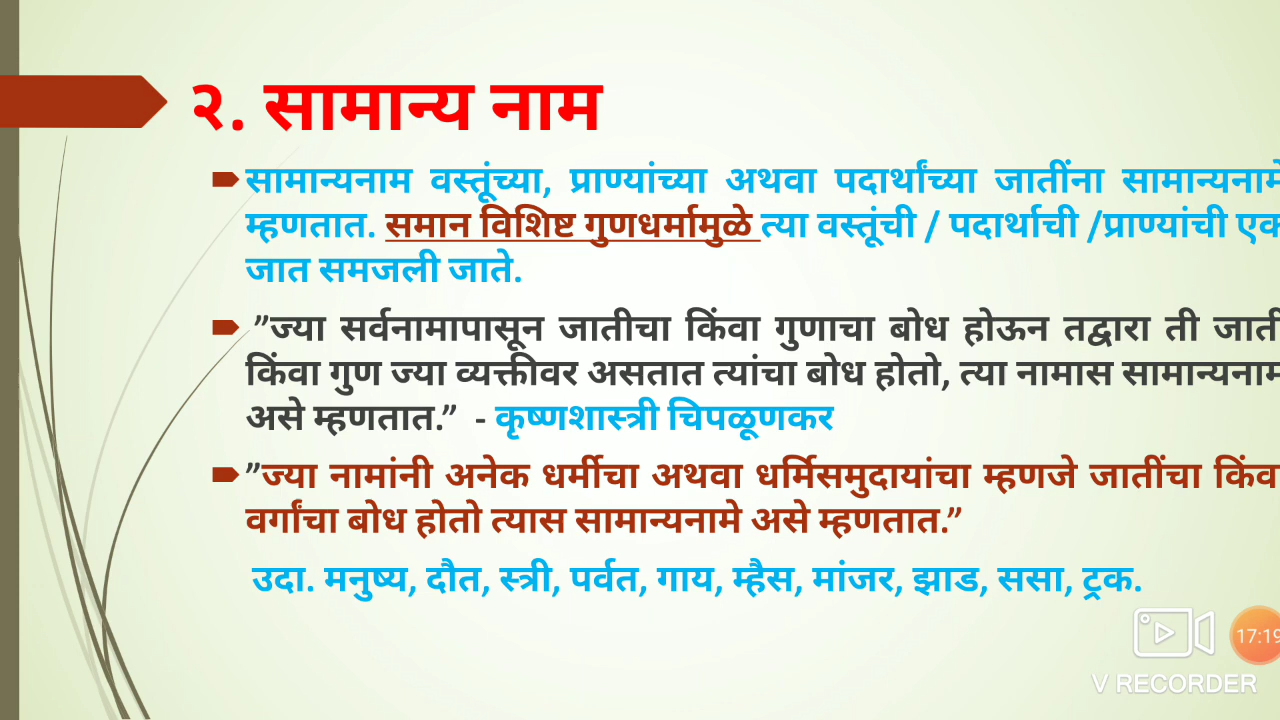 २. सामान्य नाम
सामान्यनाम वस्तूंच्या, प्राण्यांच्या अथवा पदार्थांच्या जातींना सामान्यनामे
म्हणतात. समान विशिष्ट गुणधर्मामुळे त्या वस्तूंची / पदार्थाची /प्राण्यांची एक
जात समजली जाते.
”ज्या सर्वनामापासून जातीचा किंवा गुणाचा बोध होऊन तद्वारा ती जाती
किंवा गुण ज्या व्यक्तीवर असतात त्यांचा बोध होतो, त्या नामास सामान्यनाम
असे म्हणतात.” - कृष्णशास्त्री चिपळूणकर
”ज्या नामांनी अनेक धर्मीचा अथवा धर्मिसमुदायांचा म्हणजे जातींचा किंवा
वर्गांचा बोध होतो त्यास सामान्यनामे असे म्हणतात.”
उदा. मनुष्य, दौत, स्त्री, पर्वत, गाय, म्हैस, मांजर, झाड, ससा, ट्रक.
17:19
V RECORDER